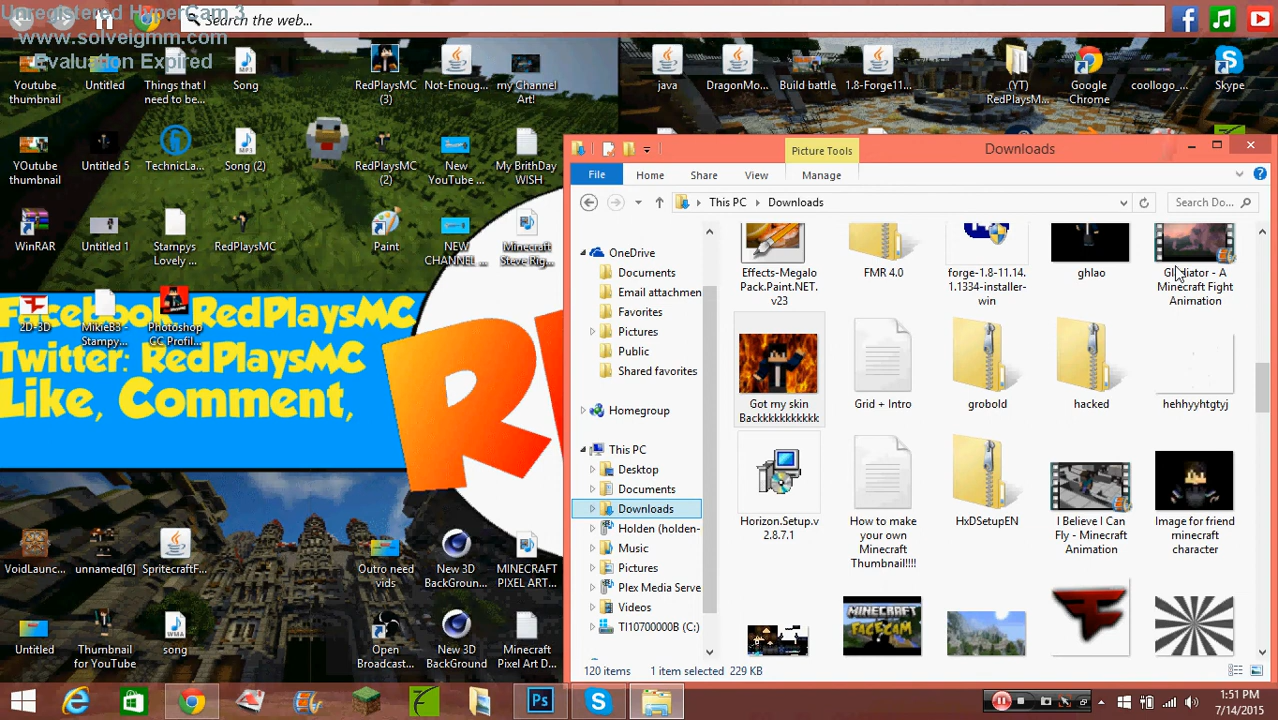 Unregistered HyperCam 3
www.solveigmm.com
Evaluation Expired
Search the web...
Youtube thumbnail
Untitled
Things that I need to be...
Song
RedPlaysMC (3)
Not-Enoug...
my Channel Art!
java
DragonMo...
Build battle
1.8-Forge11...
(YT) RedPlaysM...
Google Chrome
coollogo_...
Skype
YOutube thumbnail
Untitled 5
TechnicLa...
Song (2)
RedPlaysMC (2)
New YouTube ...
My BirthDay WISH
WinRAR
Untitled 1
Stampys Lovely ...
RedPlaysMC
Paint
NEW CHANNEL ...
Minecraft Steve Rig...
2D-3D
MikieB3 - Stampy...
Photoshop CC Profil...
Facebook: RedPlaysMC
Twitter: RedPlaysMC
Like, Comment,
VoidLaunc...
unnamed[6]
SpritecraftF...
Outro need vids
New 3D BackGroun...
MINECRAFT PIXEL ART...
Untitled
Thumbnail for YouTube
song
Open Broadcast...
New 3D BackGround
Minecraft Pixel Art D...
Picture Tools
Downloads
File
Home
Share
View
Manage
This PC
Downloads
Search Do...
OneDrive
Documents
Email attachmen
Favorites
Pictures
Public
Shared favorites
Homegroup
This PC
Desktop
Documents
Downloads
Holden (holden-
Music
Pictures
Plex Media Serve
Videos
TI10700000B (C:)
Effects-Megalo Pack.Paint.NET.v23
FMR 4.0
forge-1.8-11.14.1.1334-installer-win
ghlao
Gladiator - A Minecraft Fight Animation
Got my skin Backkkkkkkkkk
Grid + Intro
grobold
hacked
hehhyyhtgtyj
Horizon.Setup.v2.8.7.1
How to make your own Minecraft Thumbnail!!!!
HxDSetupEN
I Believe I Can Fly - Minecraft Animation
Image for friend minecraft character
MINECRAFT
FACECAM
120 items
1 item selected 229 KB
Ps
1:51 PM
7/14/2015